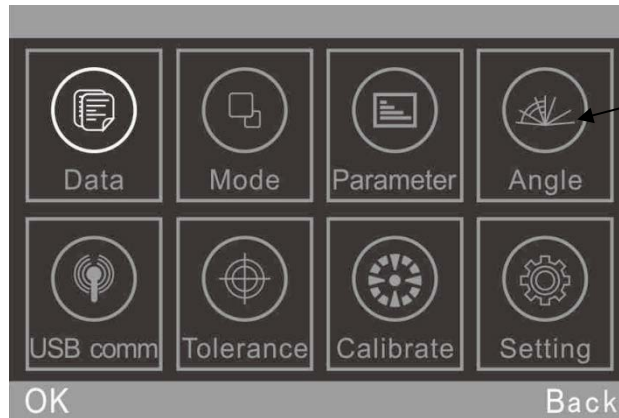 Data Mode Parameter Angle
USB comm Tolerance Calibrate Setting
OK Back